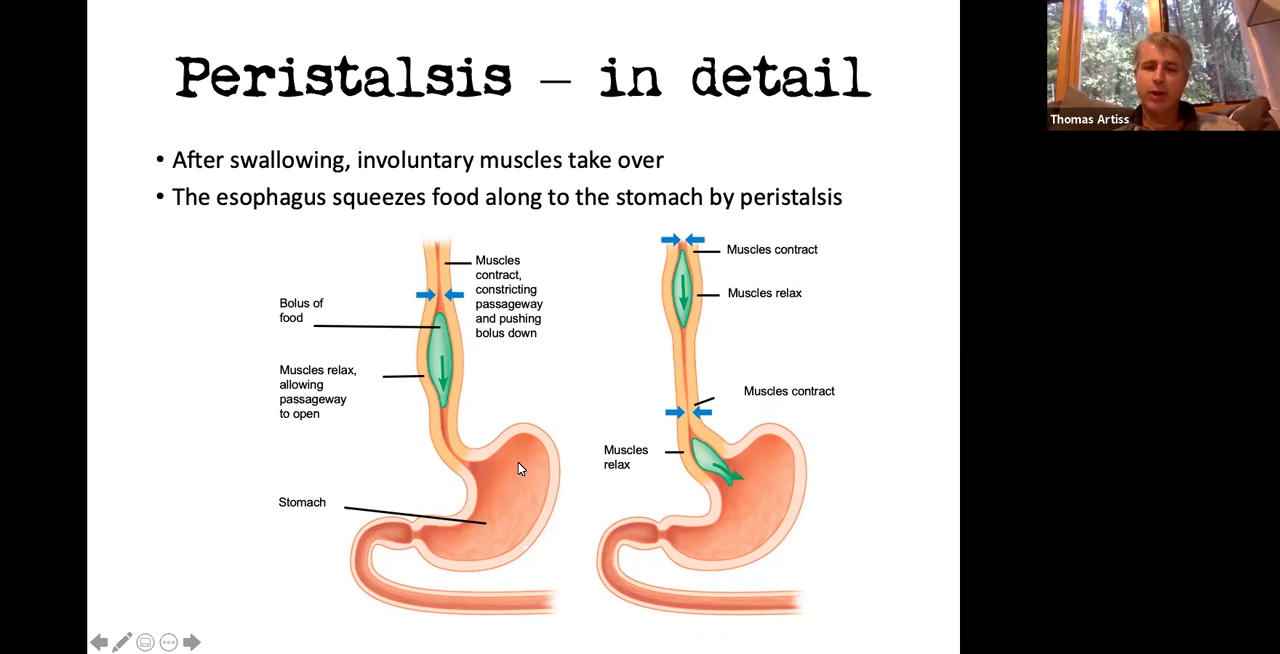 Peristalsis – in detail
• After swallowing, involuntary muscles take over
• The esophagus squeezes food along to the stomach by peristalsis
Muscles
contract,
constricting
passageway
and pushing
bolus down
Bolus of
food
Muscles relax,
allowing
passageway
to open
Stomach
Muscles contract
Muscles relax
Muscles contract
Muscles
relax
Thomas Artiss